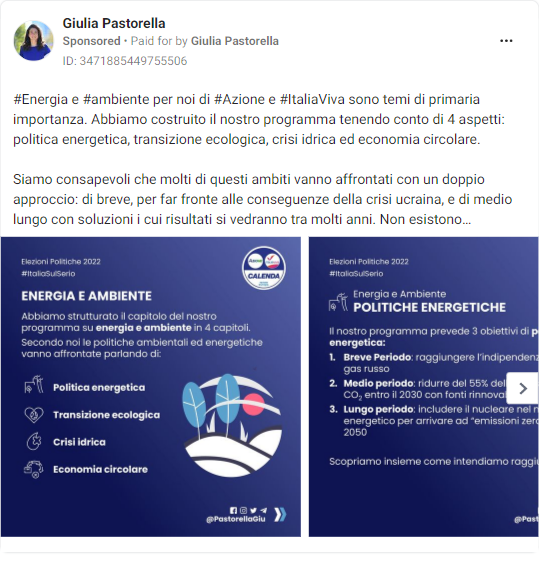 Giulia Pastorella
Sponsored • Paid for by Giulia Pastorella
ID: 3471885449755506
#Energia e #ambiente per noi di #Azione e #ItaliaViva sono temi di primaria
importanza. Abbiamo costruito il nostro programma tenendo conto di 4 aspetti:
politica energetica, transizione ecologica, crisi idrica ed economia circolare.
Siamo consapevoli che molti di questi ambiti vanno affrontati con un doppio
approccio: di breve, per far fronte alle conseguenze della crisi ucraina, e di medio
lungo con soluzioni i cui risultati si vedranno tra molti anni. Non esistono...
Elezioni Politiche 2022
#ItaliaSulSerio
CALENDA
ENERGIA E AMBIENTE
Abbiamo strutturato il capitolo del nostro
programma su energia e ambiente in 4 capitoli.
Secondo noi le politiche ambientali ed energetiche
vanno affrontate parlando di:
Politica energetica
Transizione ecologica
Crisi idrica
Economia circolare
@PastorellaGiu
Elezioni Politiche 2022
#ItaliaSulSerio
Energia e Ambiente
POLITICHE ENERGETICHE
Il nostro programma prevede 3 obiettivi di p
energetica:
1. Breve Periodo: raggiungere l'indipendenz
gas russo
2. Medio periodo: ridurre del 55% del
CO2 entro il 2030 con fonti rinnova
3. Lungo periodo: includere il nucleare nel
energetico per arrivare ad "emissioni zer
2050
Scopriamo insieme come intendiamo raggiu
@Past